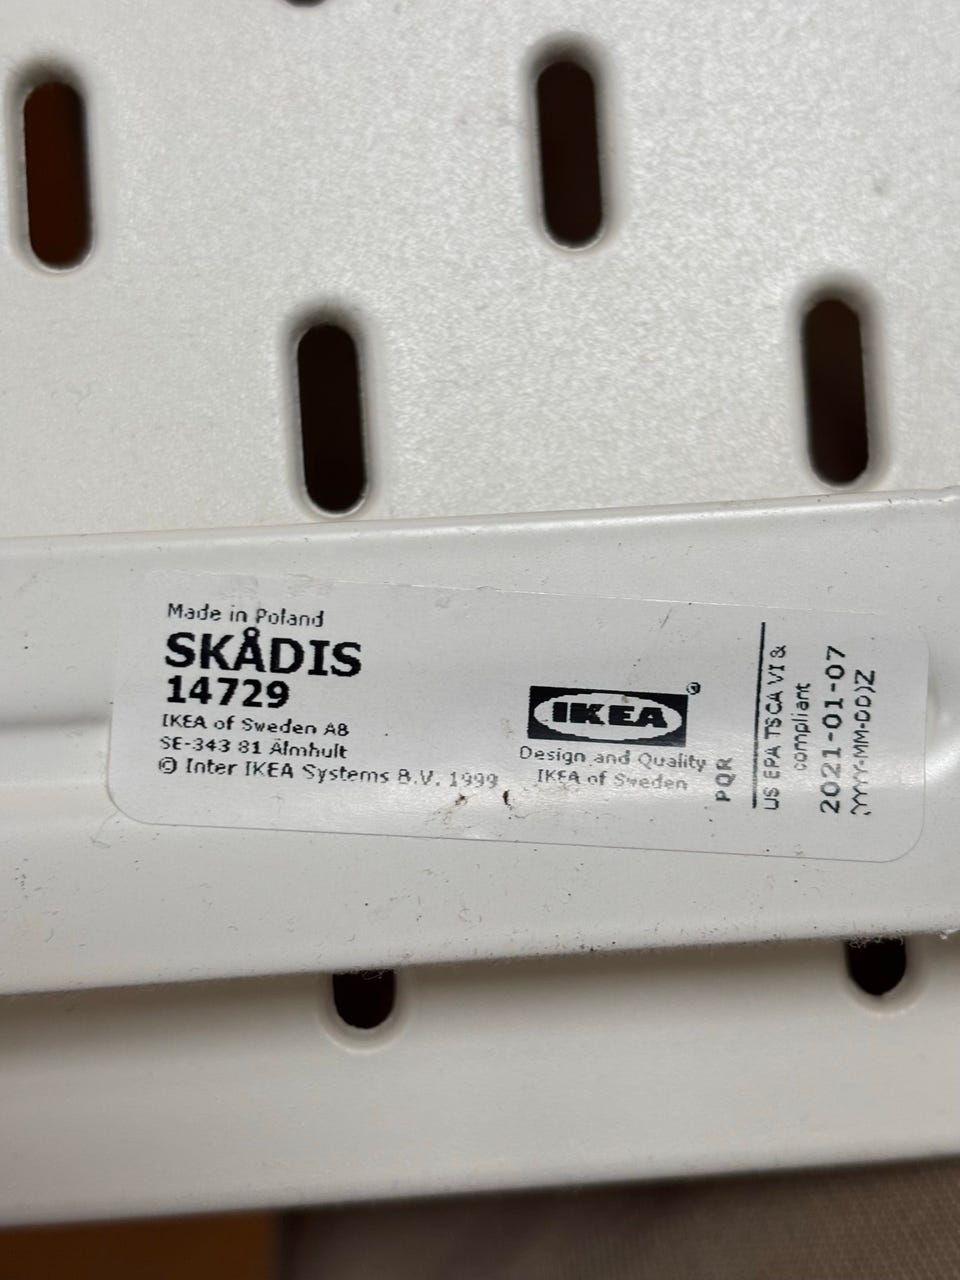 Made in Poland
SKÅDIS
14729
IKEA of Sweden AB
SE-343 81 Älmhult
© Inter IKEA Systems B.V. 1999
IKEA®
Design and Quality
IKEA of Sweden
PQR
US EPA TSCA VI &
compliant
2021-01-07
(YYYY-MM-DD)Z